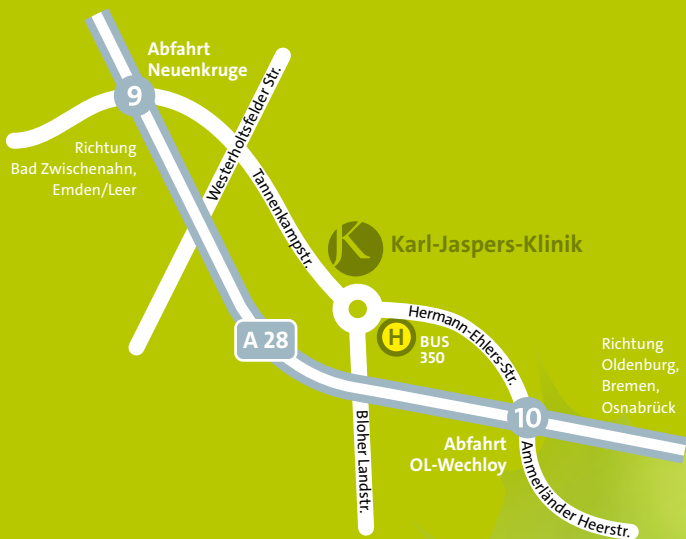 Abfahrt
Neuenkruge
9
Westerholtsfelder Str.
Richtung
Bad Zwischenahn,
Emden/Leer
Tannenkampstr.
K
Karl-Jaspers-Klinik
Hermann-Ehlers-Str.
H
BUS
350
A 28
Richtung
Oldenburg,
Bremen,
Osnabrück
10
Abfahrt
OL-Wechloy
Bloher Landstr.
Ammerländer Heerstr.